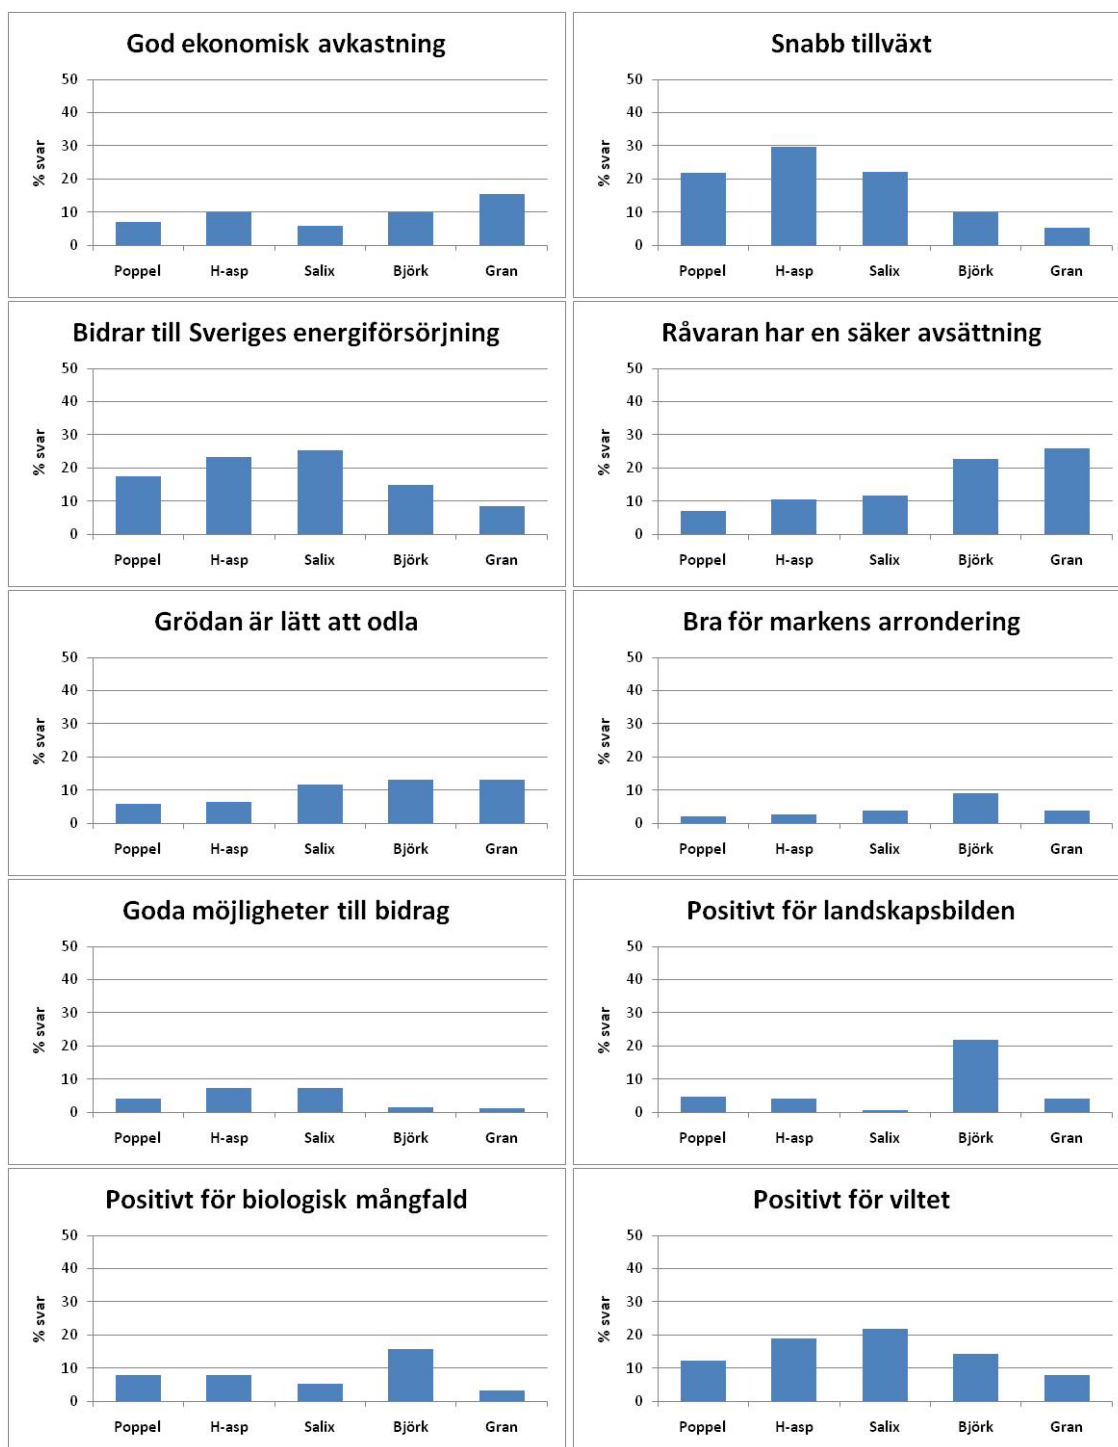 God ekonomisk avkastning
% svar
50
40
30
20
10
0
Poppel H-asp Salix Björk Gran
Snabb tillväxt
% svar
50
40
30
20
10
0
Poppel H-asp Salix Björk Gran
Bidrar till Sveriges energiförsörjning
% svar
50
40
30
20
10
0
Poppel H-asp Salix Björk Gran
Råvaran har en säker avsättning
% svar
50
40
30
20
10
0
Poppel H-asp Salix Björk Gran
Grödan är lätt att odla
% svar
50
40
30
20
10
0
Poppel H-asp Salix Björk Gran
Bra för markens arrondering
% svar
50
40
30
20
10
0
Poppel H-asp Salix Björk Gran
Goda möjligheter till bidrag
% svar
50
40
30
20
10
0
Poppel H-asp Salix Björk Gran
Positivt för landskapsbilden
% svar
50
40
30
20
10
0
Poppel H-asp Salix Björk Gran
Positivt för biologisk mångfald
% svar
50
40
30
20
10
0
Poppel H-asp Salix Björk Gran
Positivt för viltet
% svar
50
40
30
20
10
0
Poppel H-asp Salix Björk Gran